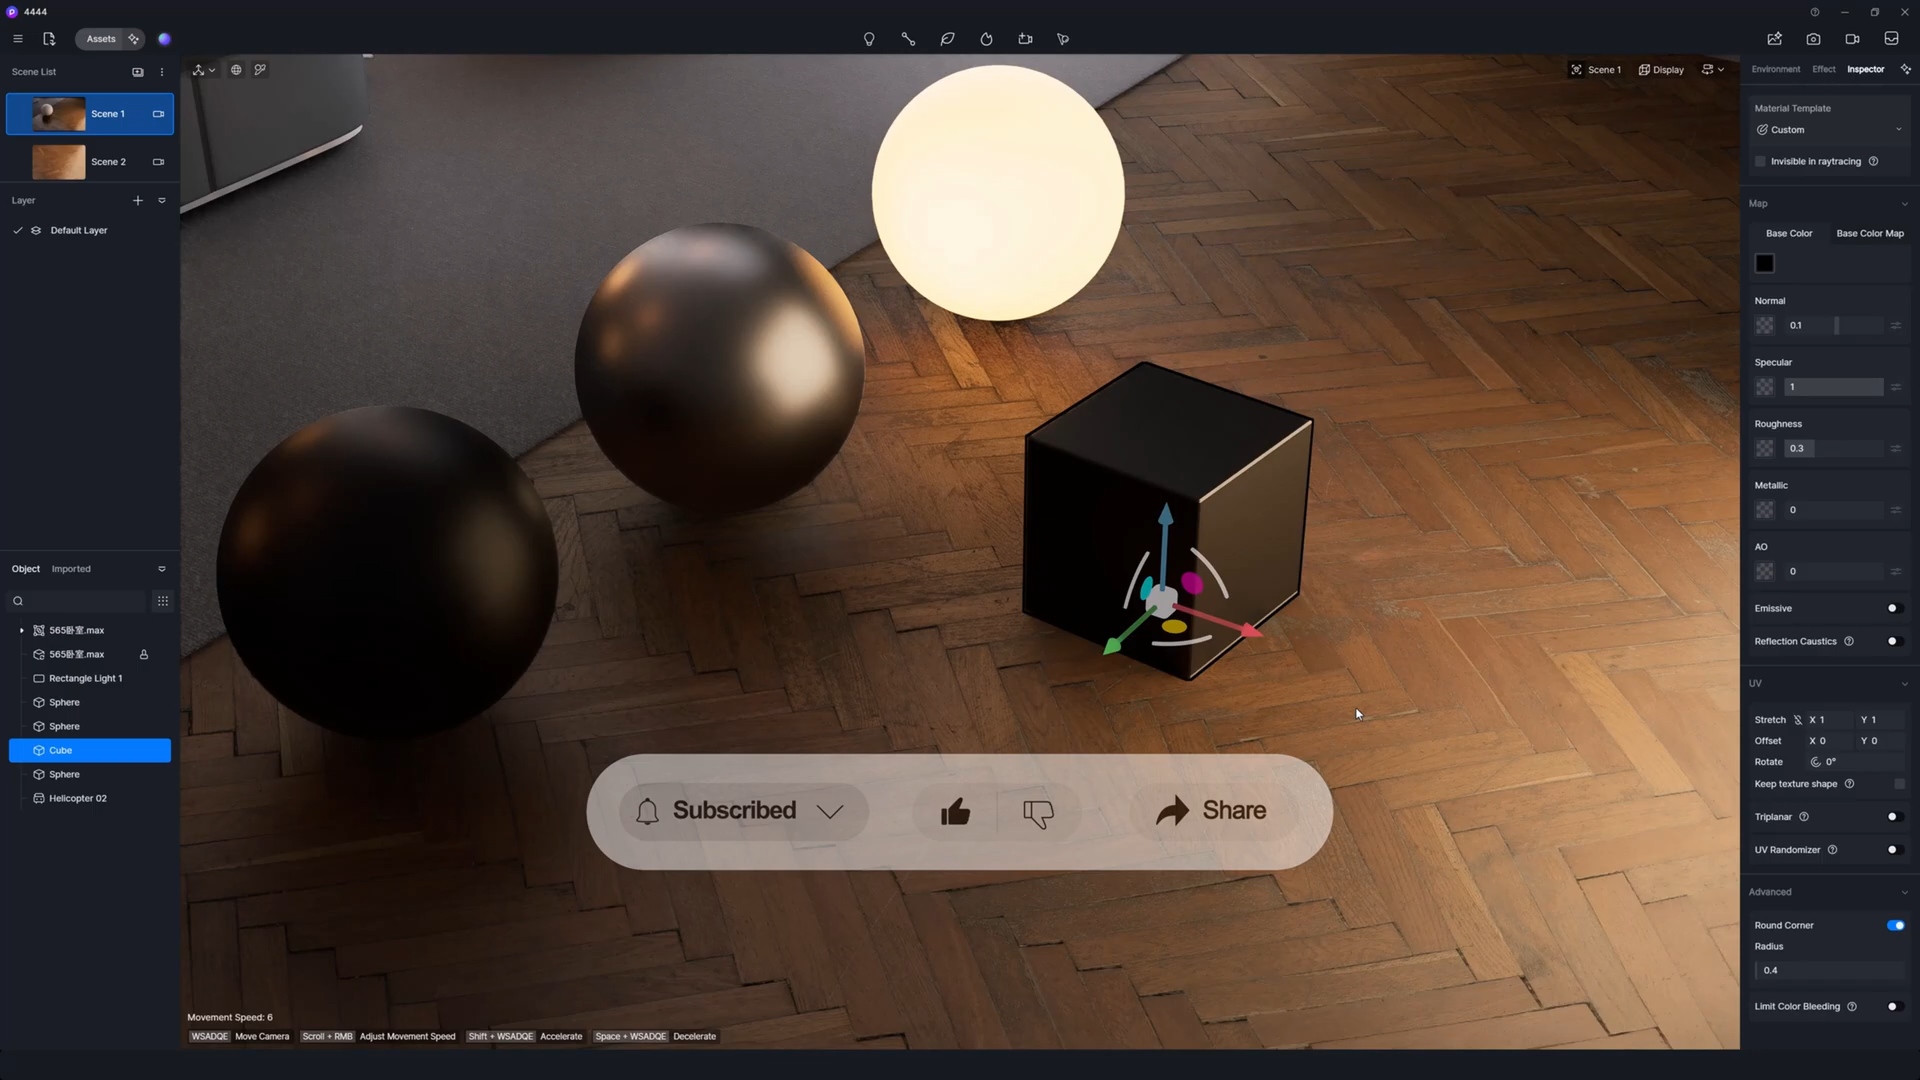 4444
Assets
Scene List
Scene 1
Scene 2
Layer
Default Layer
Object Imported
565卧室.max
565卧室.max
Rectangle Light 1
Sphere
Sphere
Cube
Sphere
Helicopter 02
Scene 1 Display
Subscribed Share
Movement Speed: 6
WSADQE Move Camera Scroll + RMB Adjust Movement Speed Shift + WSADQE Accelerate Space + WSADQE Decelerate
Environment Effect Inspector
Material Template
Custom
Invisible in raytracing
Map
Base Color Base Color Map
Normal
0.1
Specular
1
Roughness
0.3
Metallic
0
AO
0
Emissive
Reflection Caustics
UV
Stretch X 1 Y 1
Offset X 0 Y 0
Rotate 0°
Keep texture shape
Triplanar
UV Randomizer
Advanced
Round Corner
Radius
0.4
Limit Color Bleeding